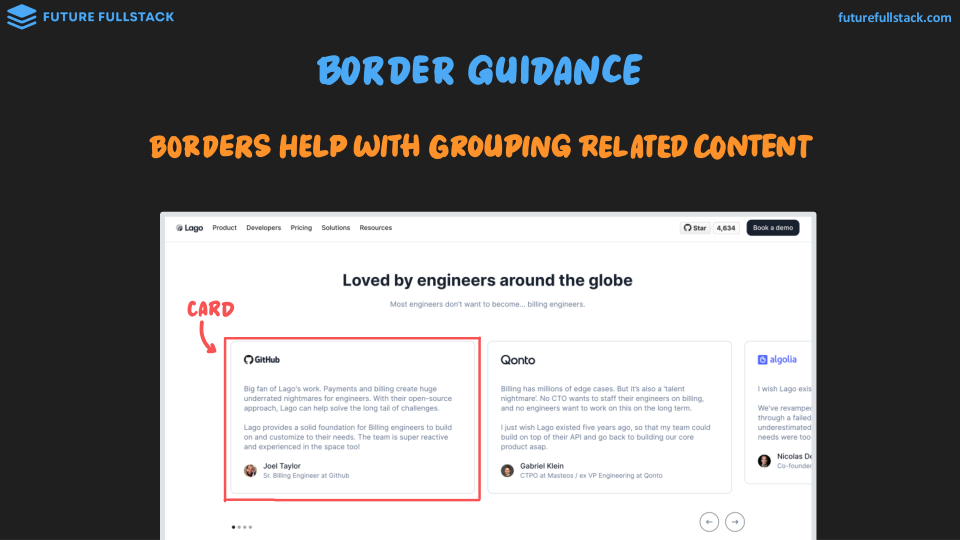 FUTURE FULLSTACK
futurefullstack.com
BORDER GUIDANCE
BORDERS HELP WITH GROUPING RELATED CONTENT
Lago Product Developers Pricing Solutions Resources Star 4,634 Book a demo
Loved by engineers around the globe
Most engineers don't want to become... billing engineers.
CARD
GitHub
Big fan of Lago's work. Payments and billing create huge
underrated nightmares for engineers. With their open-source
approach, Lago can help solve the long tail of challenges.
Lago provides a solid foundation for Billing engineers to build
on and customize to their needs. The team is super reactive
and experienced in the space too!
Joel Taylor
Sr. Billing Engineer at Github
Qonto
Billing has millions of edge cases. But it's also a 'talent
nightmare'. No CTO wants to staff their engineers on billing,
and no engineers want to work on this on the long term.
I just wish Lago existed five years ago, so that my team could
build on top of their API and go back to building our core
product asap.
Gabriel Klein
CTPO at Masteos / ex VP Engineering at Qonto
algolia
I wish Lago exis
We've revamped
through a failed
underestimated
needs were too
Nicolas De
Co-founder